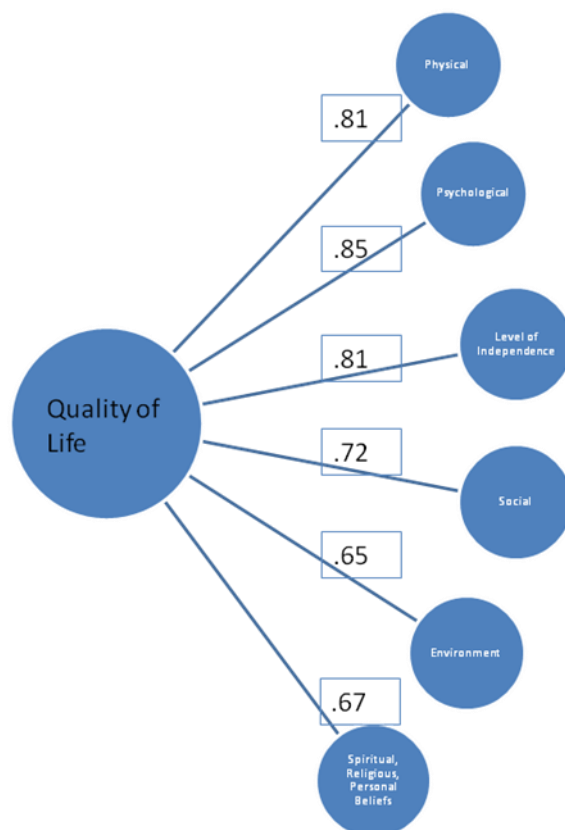 Physical
.81
Psychological
.85
Level of
Independence
.81
Quality of
Life
.72
Social
.65
Environment
.67
Spiritual,
Religious,
Personal
Beliefs